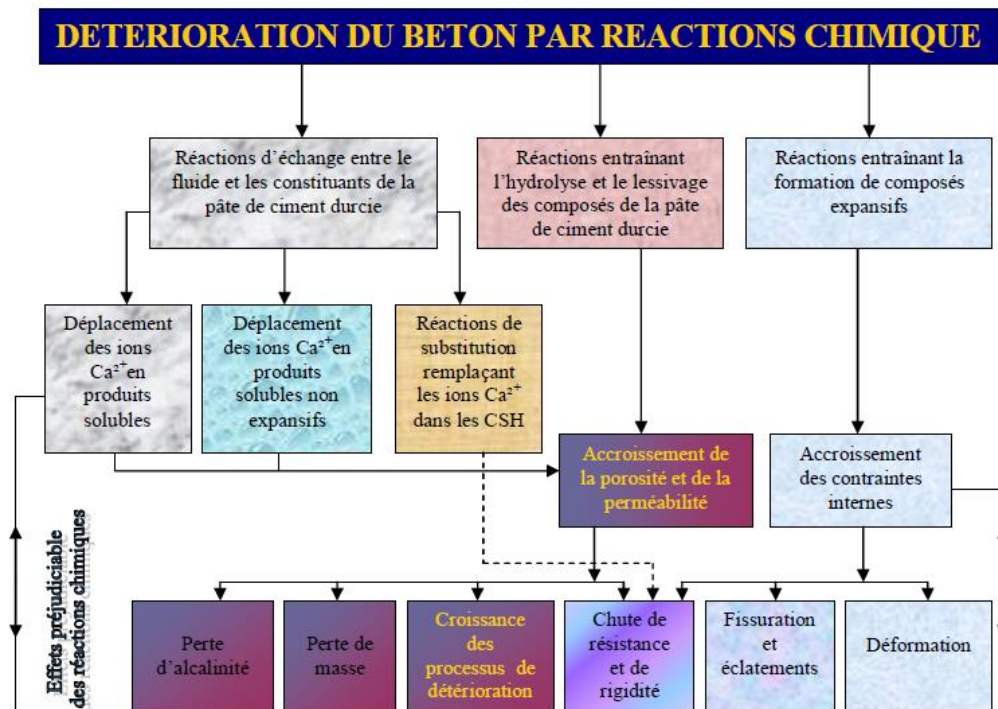 DETERIORATION DU BETON PAR REACTIONS CHIMIQUE
Réactions d'échange entre le
fluide et les constituants de la
pâte de ciment durcie
Réactions entraînant
l'hydrolyse et le lessivage
des composés de la pâte
de ciment durcie
Réactions entraînant la
formation de composés
expansifs
Déplacement
des ions
Ca²⁺en
produits
solubles
Déplacement
des ions Ca²⁺en
produits
solubles non
expansifs
Réactions de
substitution
remplaçant
les ions Ca²⁺
dans les CSH
Accroissement de
la porosité et de la
perméabilité
Accroissement
des contraintes
internes
Effets préjudiciable
des réactions chimiques
Perte
d'alcalinité
Perte de
masse
Croissance
des
processus de
détérioration
Chute de
résistance
et de
rigidité
Fissuration
et
éclatements
Déformation